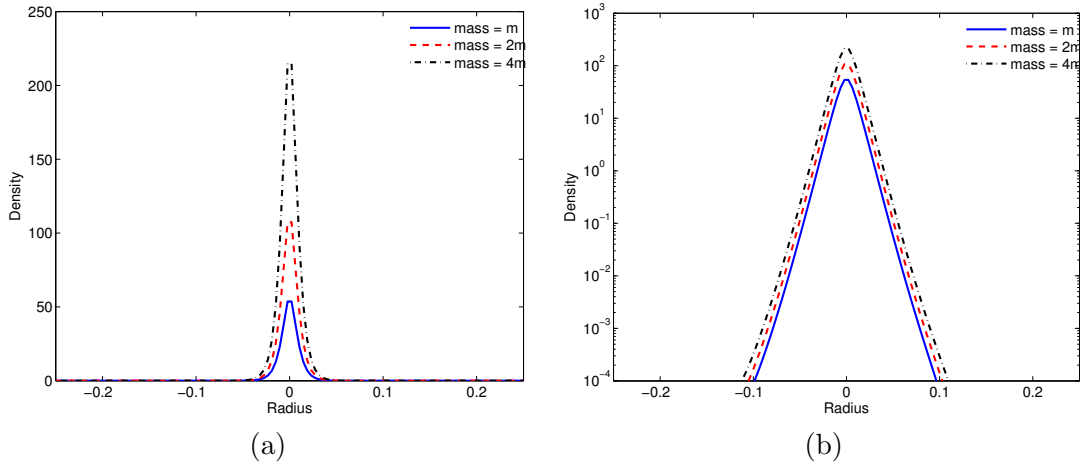 250
200
150
100
50
0
Density
−0.2
−0.1
0
0.1
0.2
Radius
mass = m
mass = 2m
mass = 4m
(a)
10^3
10^2
10^1
10^0
10^−1
10^−2
10^−3
10^−4
Density
−0.2
−0.1
0
0.1
0.2
Radius
mass = m
mass = 2m
mass = 4m
(b)